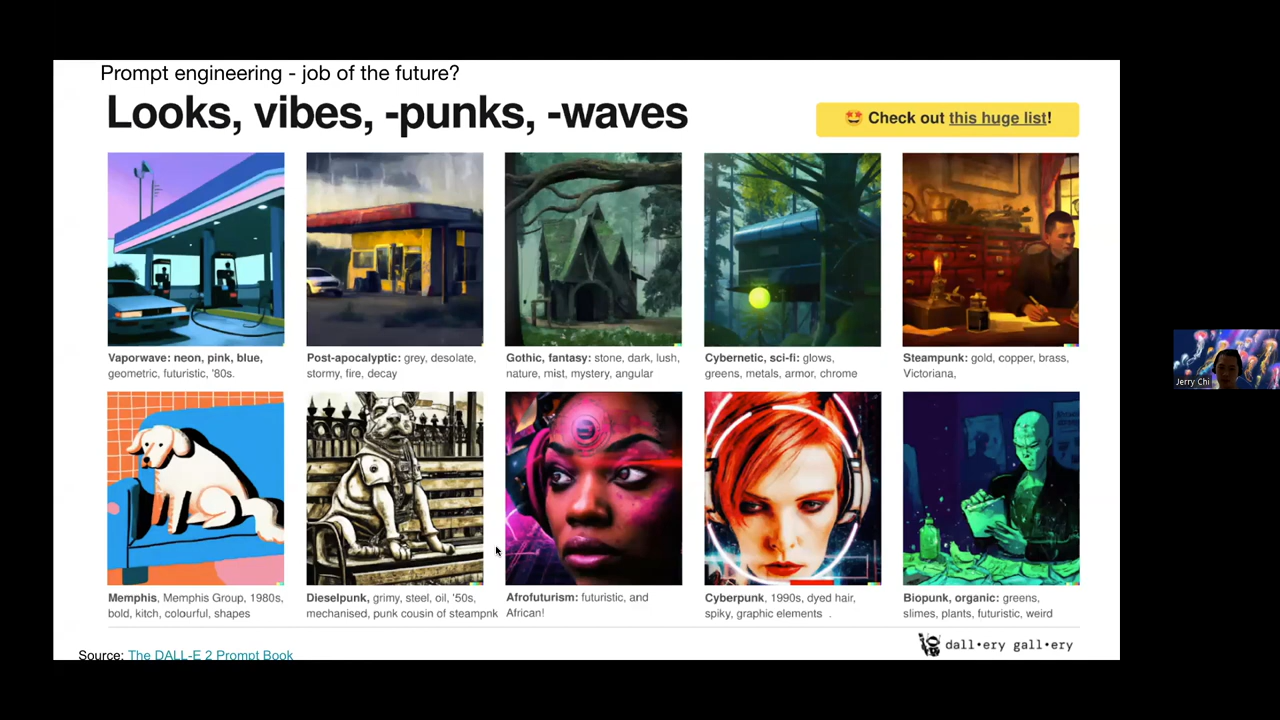 Prompt engineering - job of the future?
Looks, vibes, -punks, -waves
🤩 Check out this huge list!
Vaporwave: neon, pink, blue,
geometric, futuristic, '80s.
Post-apocalyptic: grey, desolate,
stormy, fire, decay
Gothic, fantasy: stone, dark, lush,
nature, mist, mystery, angular
Cybernetic, sci-fi: glows,
greens, metals, armor, chrome
Steampunk: gold, copper, brass,
Victoriana,
Memphis, Memphis Group, 1980s,
bold, kitch, colourful, shapes
Dieselpunk, grimy, steel, oil, '50s,
mechanised, punk cousin of steampnk
Afrofuturism: futuristic, and
African!
Cyberpunk, 1990s, dyed hair,
spiky, graphic elements .
Biopunk, organic: greens,
slimes, plants, futuristic, weird
Source: The DALL-E 2 Prompt Book
dall•ery gall•ery
Jerry Chi